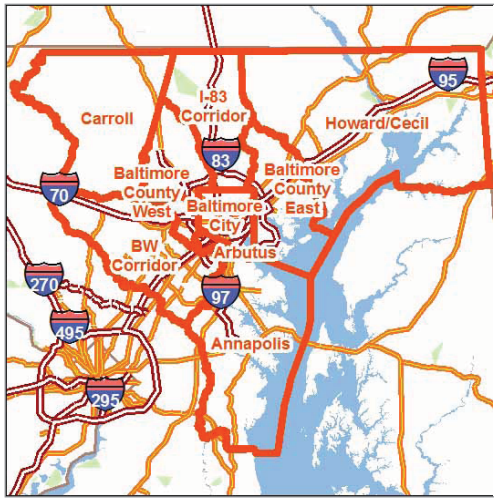 95
I-83
Corridor
Carroll
Howard/Cecil
83
Baltimore
County
West
Baltimore
County
East
70
Baltimore
City
BW
Corridor
Arbutus
270
97
495
Annapolis
295